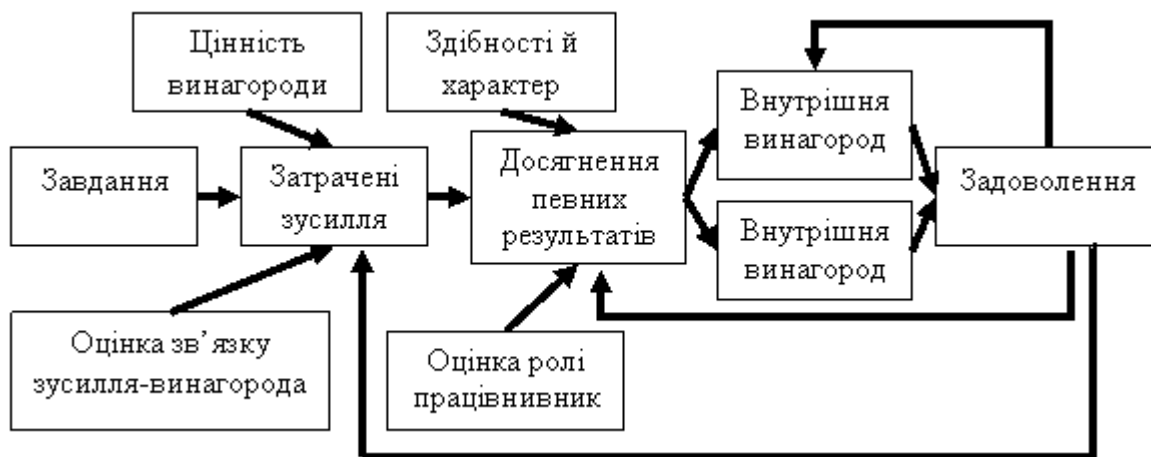 Цінність
винагороди
Здібності й
характер
Внутрішня
винагород
Завдання
Затрачені
зусилля
Досягнення
певних
результатів
Задоволення
Внутрішня
винагород
Оцінка зв’язку
зусилля-винагорода
Оцінка ролі
працівнивник